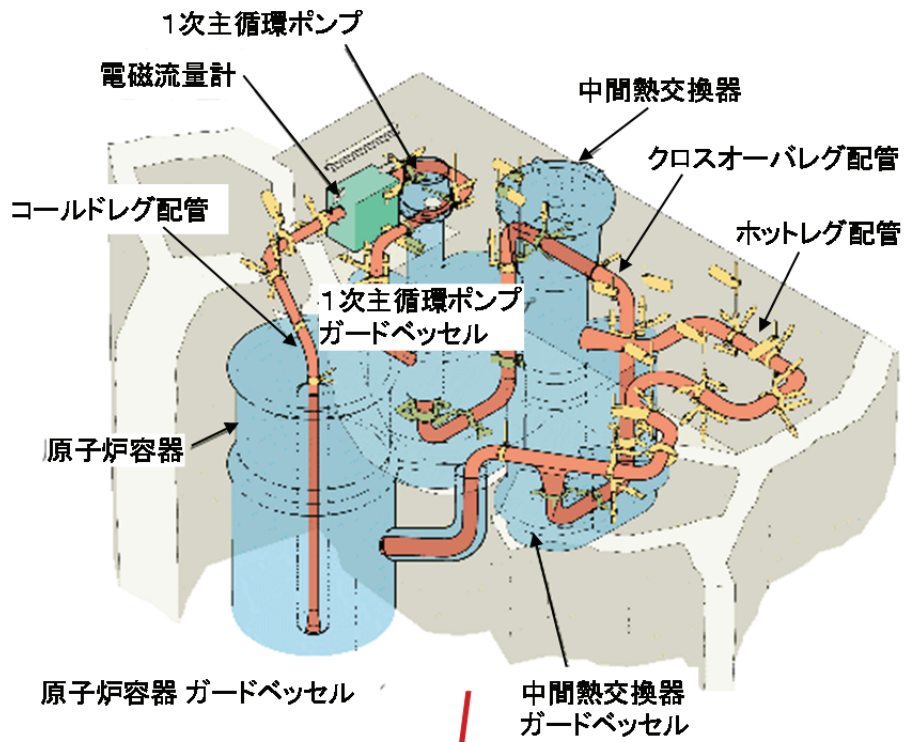 1次主循環ポンプ
電磁流量計
中間熱交換器
クロスオーバレグ配管
コールドレグ配管
ホットレグ配管
1次主循環ポンプ
ガードベッセル
原子炉容器
原子炉容器 ガードベッセル
中間熱交換器
ガードベッセル